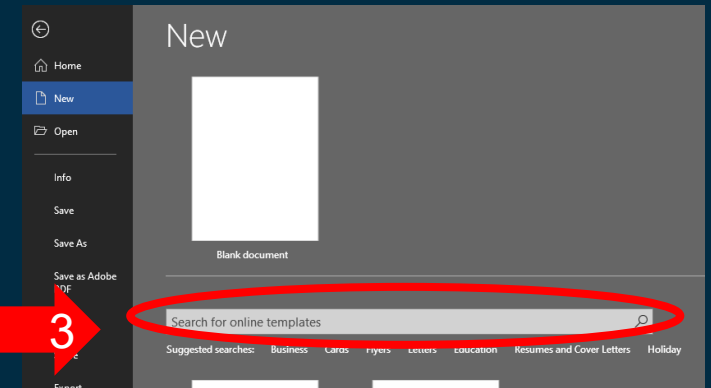 New
Home
New
Open
Info
Save
Save As
Save as Adobe
PDF
Blank document
3
Search for online templates
Suggested searches: Business Cards Flyers Letters Education Resumes and Cover Letters Holiday
Export